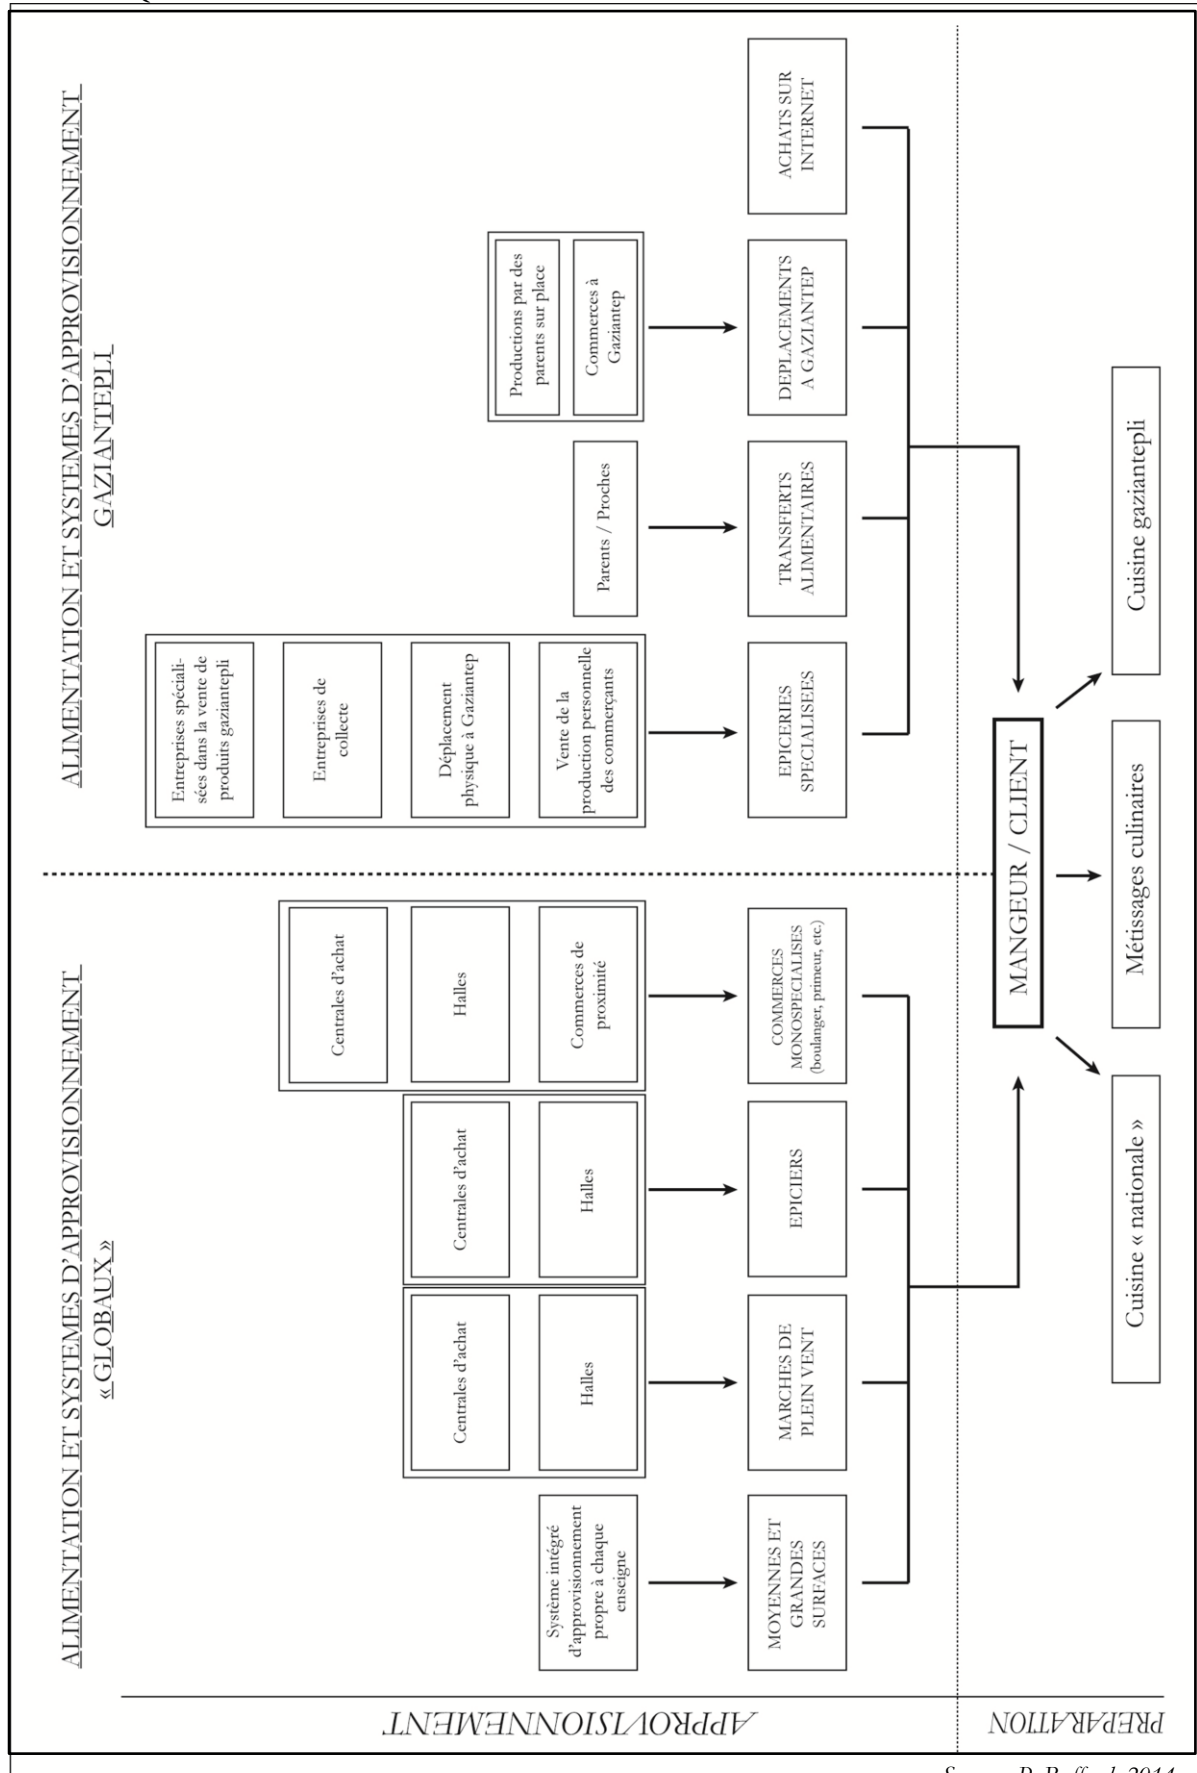 ALIMENTATION ET SYSTEMES D'APPROVISIONNEMENT
« GLOBAUX »
ALIMENTATION ET SYSTEMES D'APPROVISIONNEMENT
GAZIANTEPLI
APPROVISIONNEMENT
Système intégré
d'approvisionnement
propre à chaque
enseigne
Centrales d'achat
Halles
Centrales d'achat
Halles
Centrales d'achat
Halles
Commerces de
proximité
Entreprises spéciali-
sées dans la vente de
produits gaziantepli
Entreprises de
collecte
Déplacement
physique à Gaziantep
Vente de la
production personnelle
des commerçants
Parents / Proches
Productions par des
parents sur place
Commerces à
Gaziantep
MOYENNES ET
GRANDES
SURFACES
MARCHES DE
PLEIN VENT
EPICIERS
COMMERCES
MONOSPECIALISES
(boulanger, primeur, etc.)
EPICERIES
SPECIALISEES
TRANSFERTS
ALIMENTAIRES
DEPLACEMENTS
A GAZIANTEP
ACHATS SUR
INTERNET
PREPARATION
MANGEUR / CLIENT
Cuisine « nationale »
Métissages culinaires
Cuisine gaziantepli